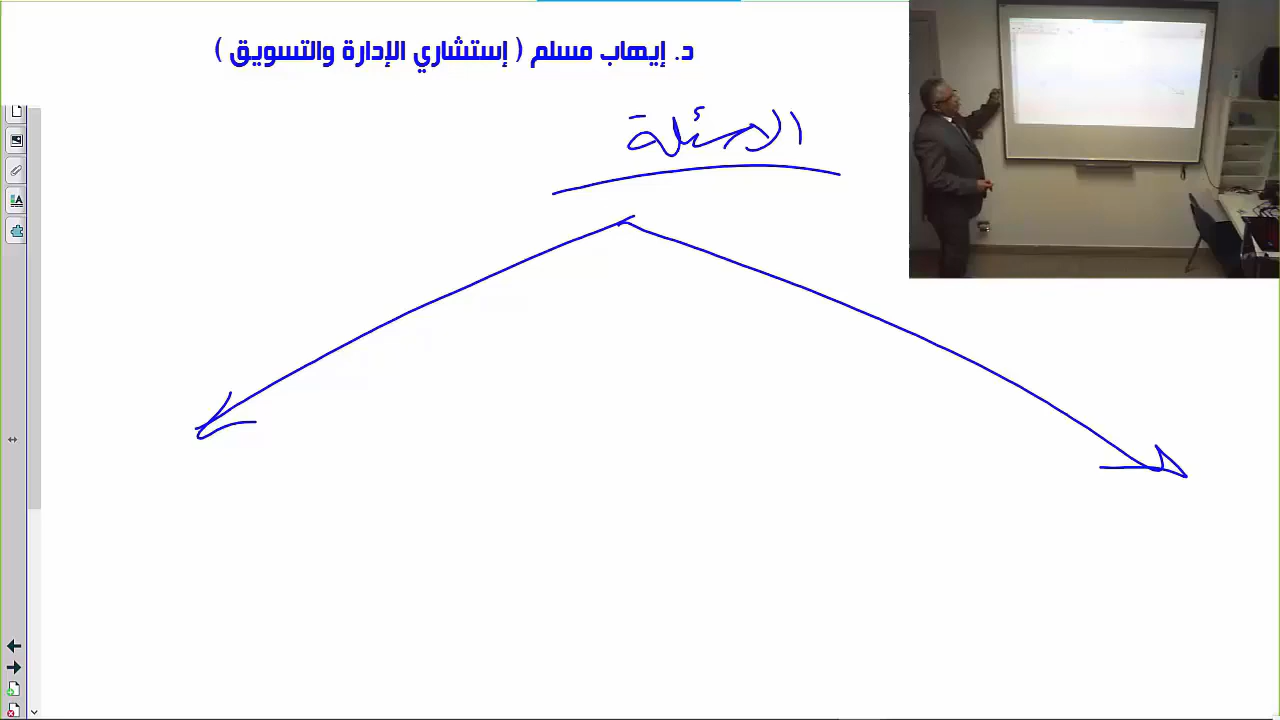 د. إيهاب مسلم ( إستشاري الإدارة والتسويق )
الاسئلة